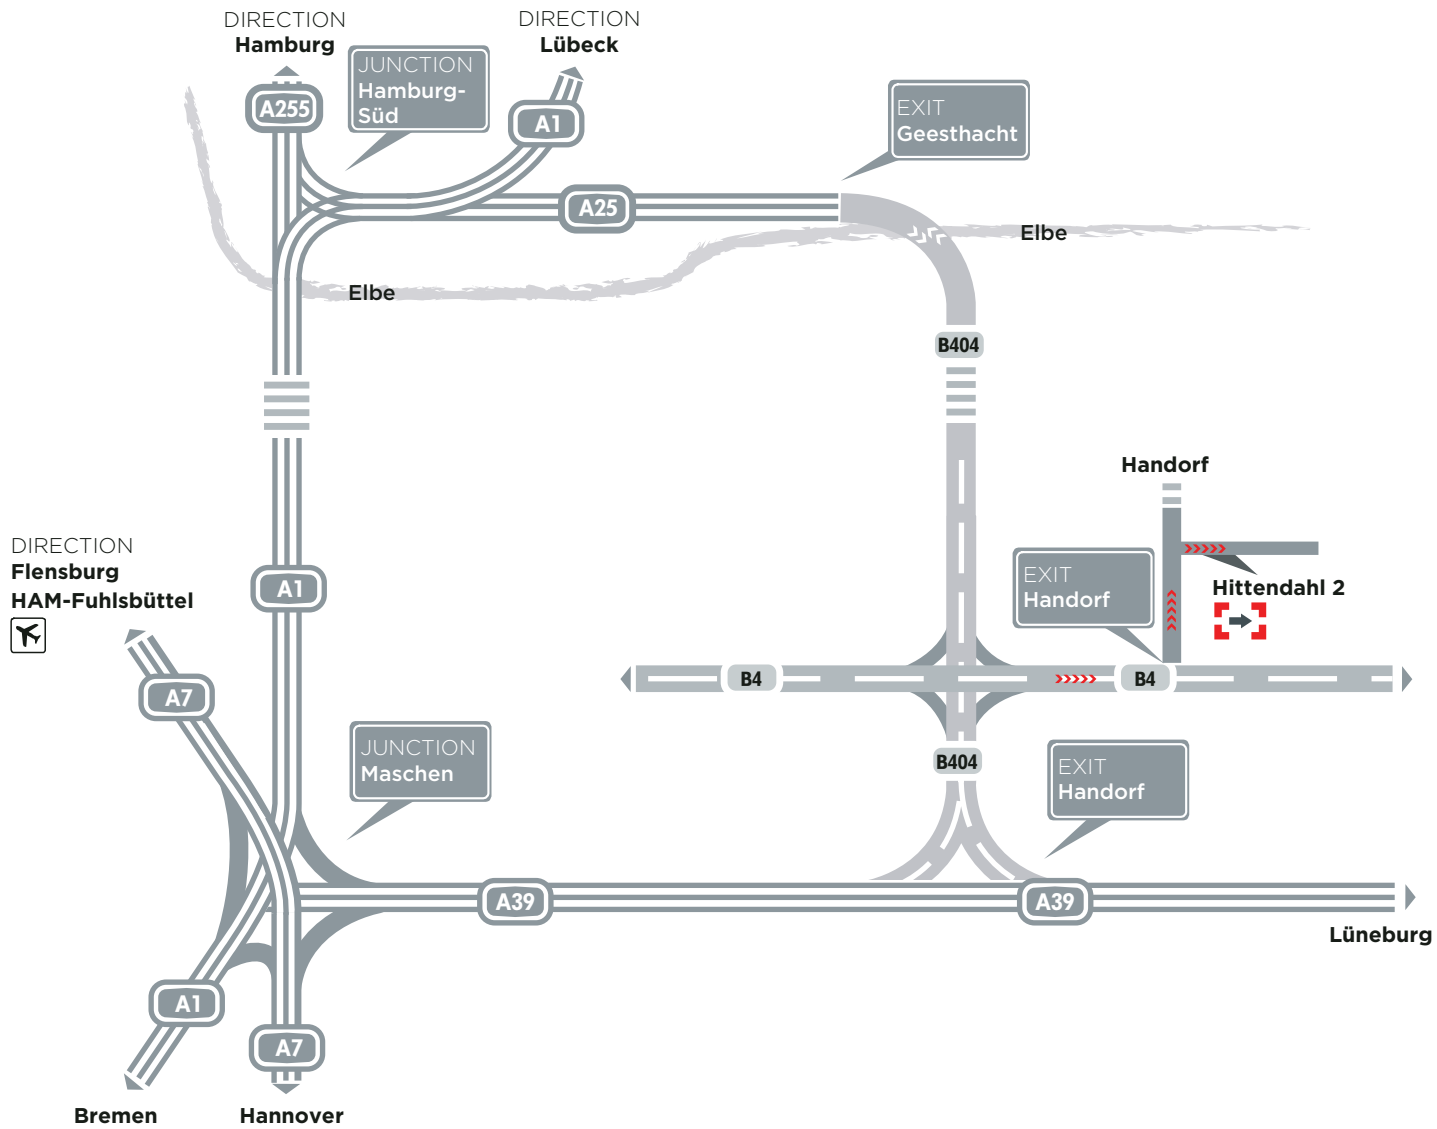 DIRECTION
Hamburg
DIRECTION
Lübeck
JUNCTION
Hamburg-
Süd
A255
A1
EXIT
Geesthacht
A25
Elbe
Elbe
B404
Handorf
DIRECTION
Flensburg
HAM-Fuhlsbüttel
A1
EXIT
Handorf
Hittendahl 2
A7
B4
B4
JUNCTION
Maschen
B404
EXIT
Handorf
A39
A39
Lüneburg
A1
A7
Bremen
Hannover